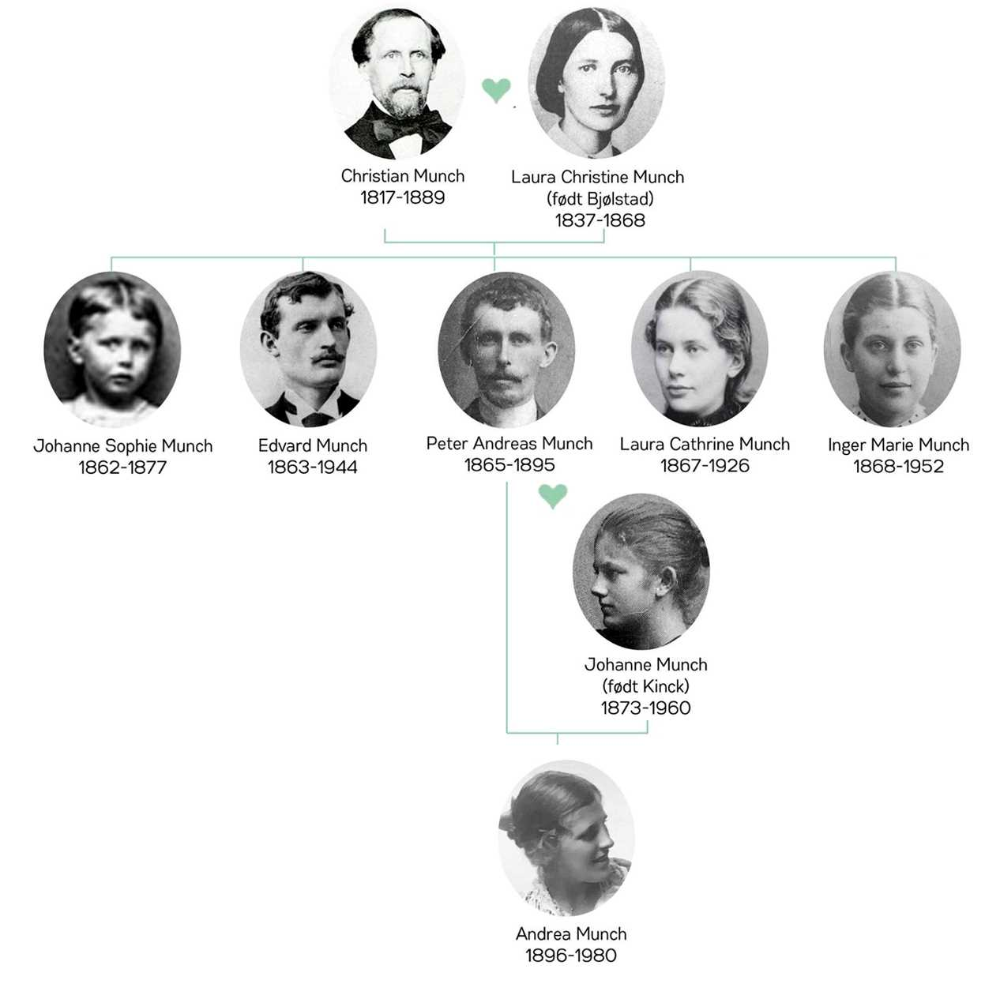 Christian Munch
1817-1889
Laura Christine Munch
(født Bjølstad)
1837-1868
Johanne Sophie Munch
1862-1877
Edvard Munch
1863-1944
Peter Andreas Munch
1865-1895
Laura Cathrine Munch
1867-1926
Inger Marie Munch
1868-1952
Johanne Munch
(født Kinck)
1873-1960
Andrea Munch
1896-1980